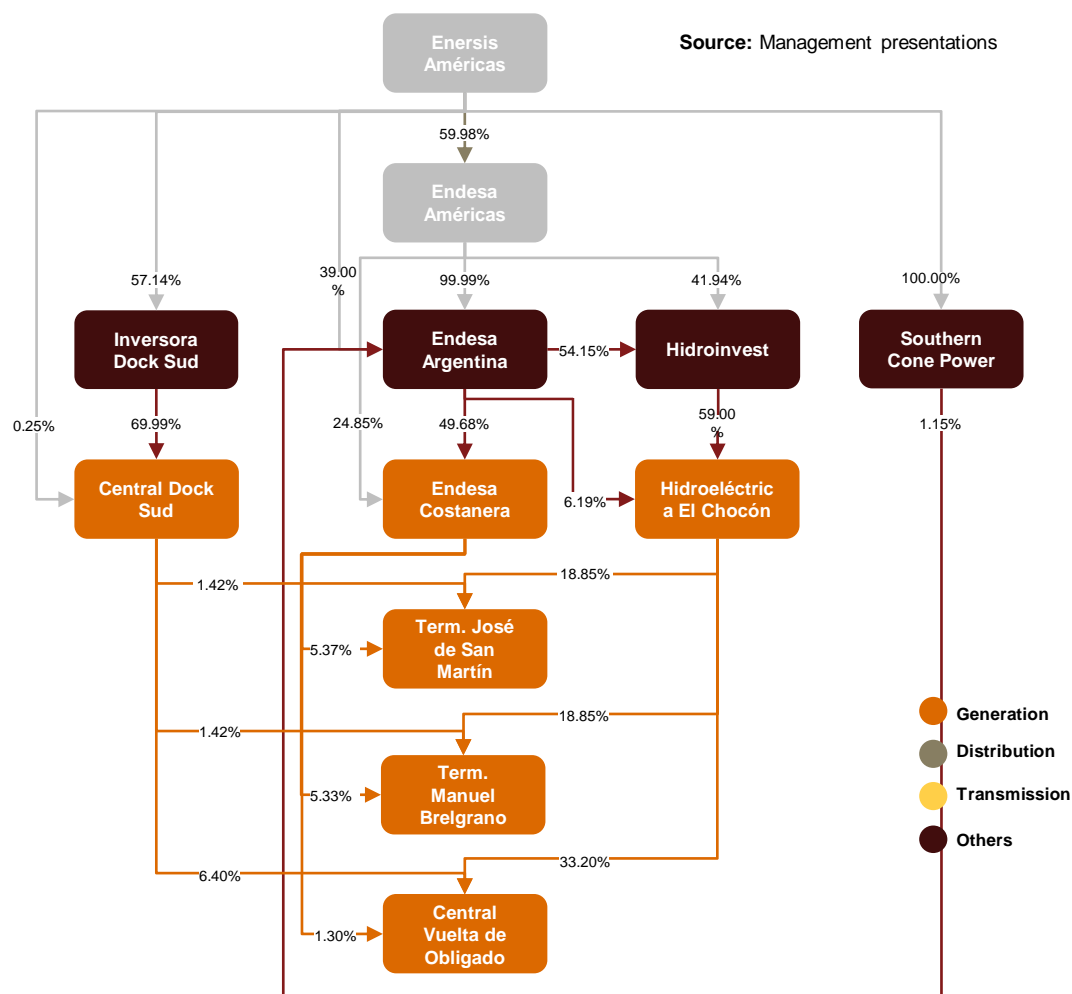 Enersis
Américas
Source: Management presentations
59.98%
Endesa
Américas
57.14%
39.00
%
99.99%
41.94%
100.00%
Inversora
Dock Sud
Endesa
Argentina
54.15%
Hidroinvest
Southern
Cone Power
0.25%
69.99%
24.85%
49.68%
59.00
%
1.15%
Central Dock
Sud
Endesa
Costanera
6.19%
Hidroeléctric
a El Chocón
1.42%
18.85%
Term. José
de San
Martín
5.37%
1.42%
18.85%
Generation
Distribution
Term.
Manuel
Brelgrano
5.33%
Transmission
Others
6.40%
33.20%
Central
Vuelta de
Obligado
1.30%